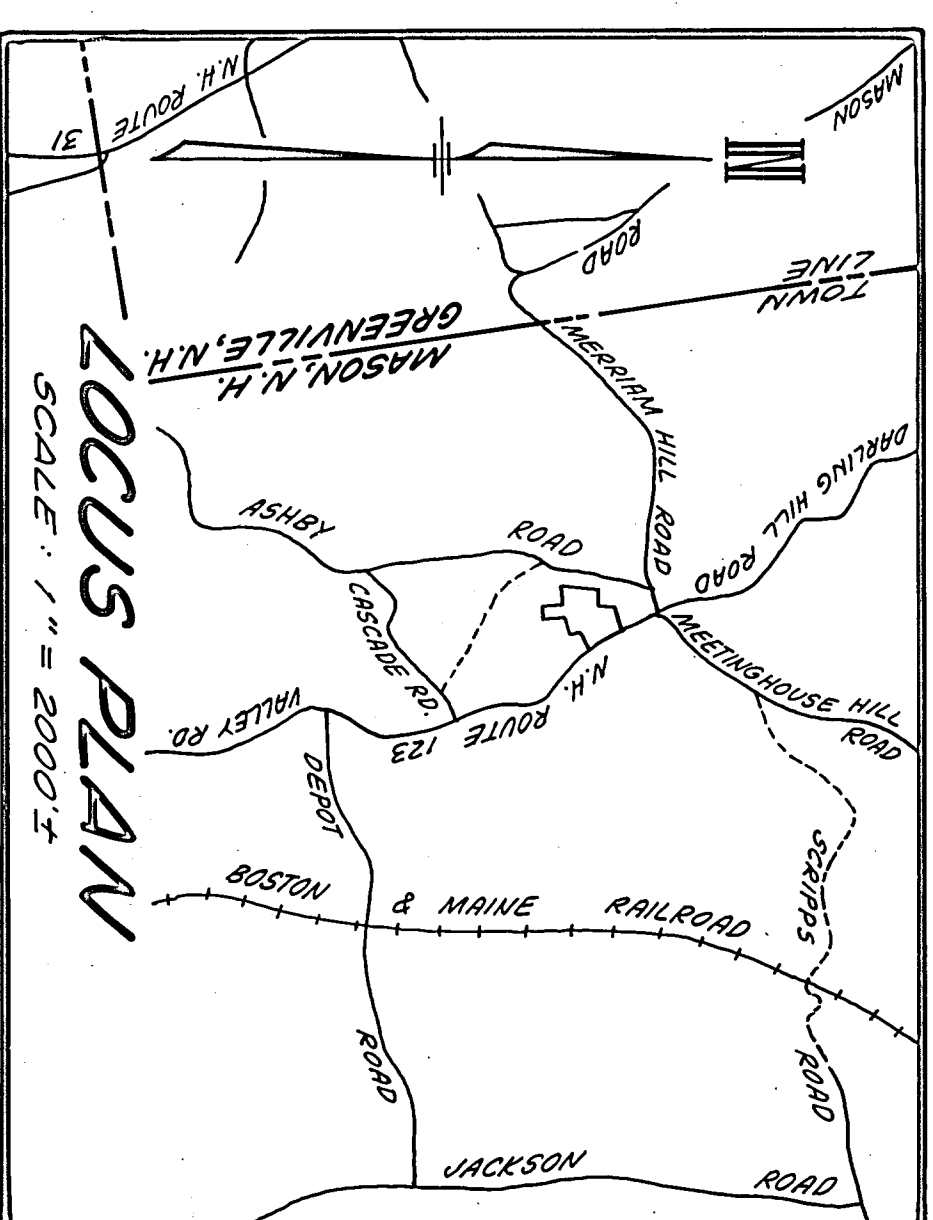 N.H. ROUTE 31
MASON
N
ROAD
TOWN
LINE
MASON, N.H.
GREENVILLE, N.H.
MERRIAM HILL ROAD
DARLING HILL ROAD
ASHBY ROAD
CASCADE RD.
MEETINGHOUSE HILL
ROAD
N.H. ROUTE 123
VALLEY RD.
DEPOT ROAD
SCRIPPS ROAD
BOSTON & MAINE RAILROAD
JACKSON ROAD
LOCUS PLAN
SCALE: 1" = 2000'±